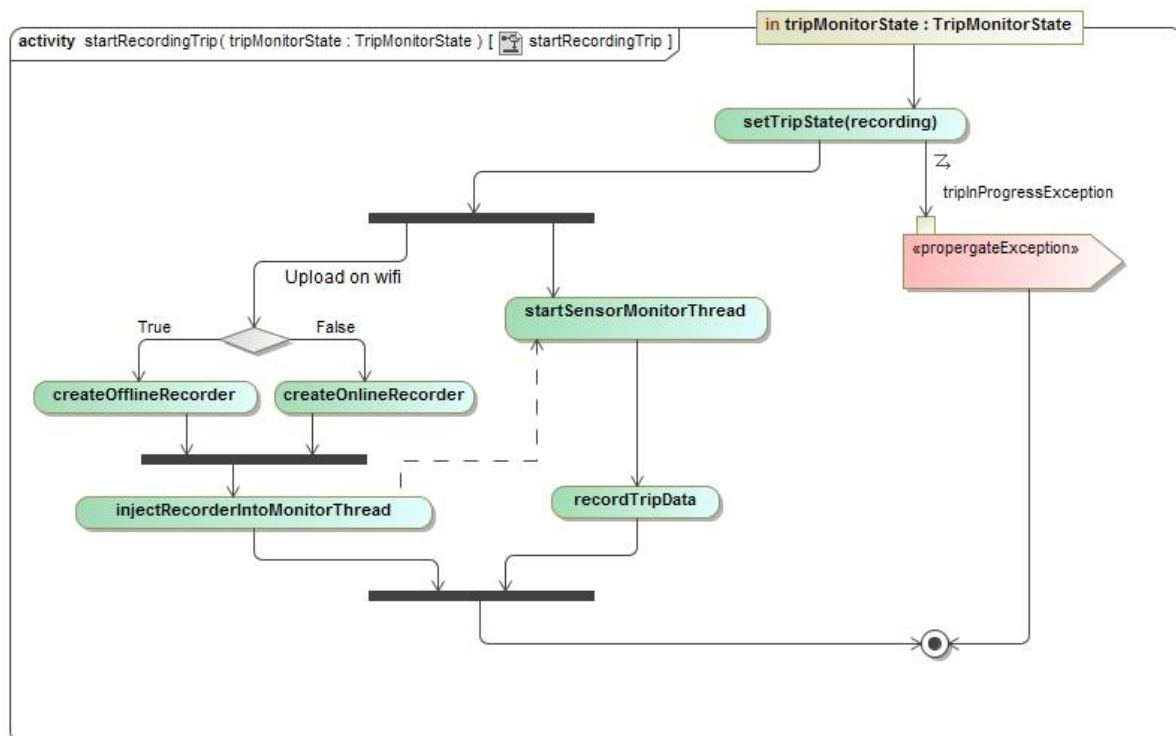 in tripMonitorState : TripMonitorState
activity startRecordingTrip( tripMonitorState : TripMonitorState ) [ startRecordingTrip ]
setTripState(recording)
tripInProgressException
«propergateException»
Upload on wifi
startSensorMonitorThread
True
False
createOfflineRecorder
createOnlineRecorder
injectRecorderIntoMonitorThread
recordTripData